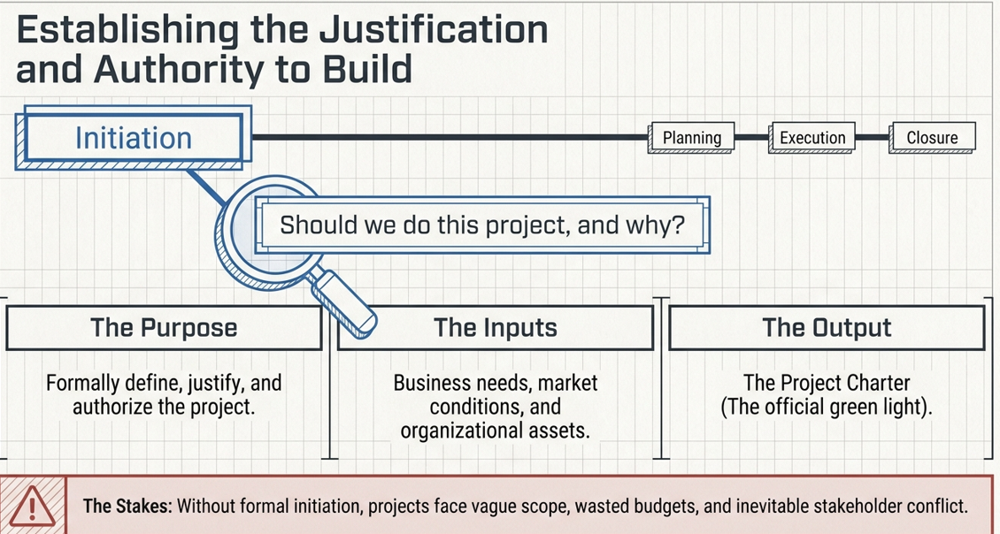 Establishing the Justification
and Authority to Build
Initiation
Planning
Execution
Closure
Should we do this project, and why?
The Purpose
Formally define, justify, and
authorize the project.
The Inputs
Business needs, market
conditions, and
organizational assets.
The Output
The Project Charter
(The official green light).
The Stakes: Without formal initiation, projects face vague scope, wasted budgets, and inevitable stakeholder conflict.